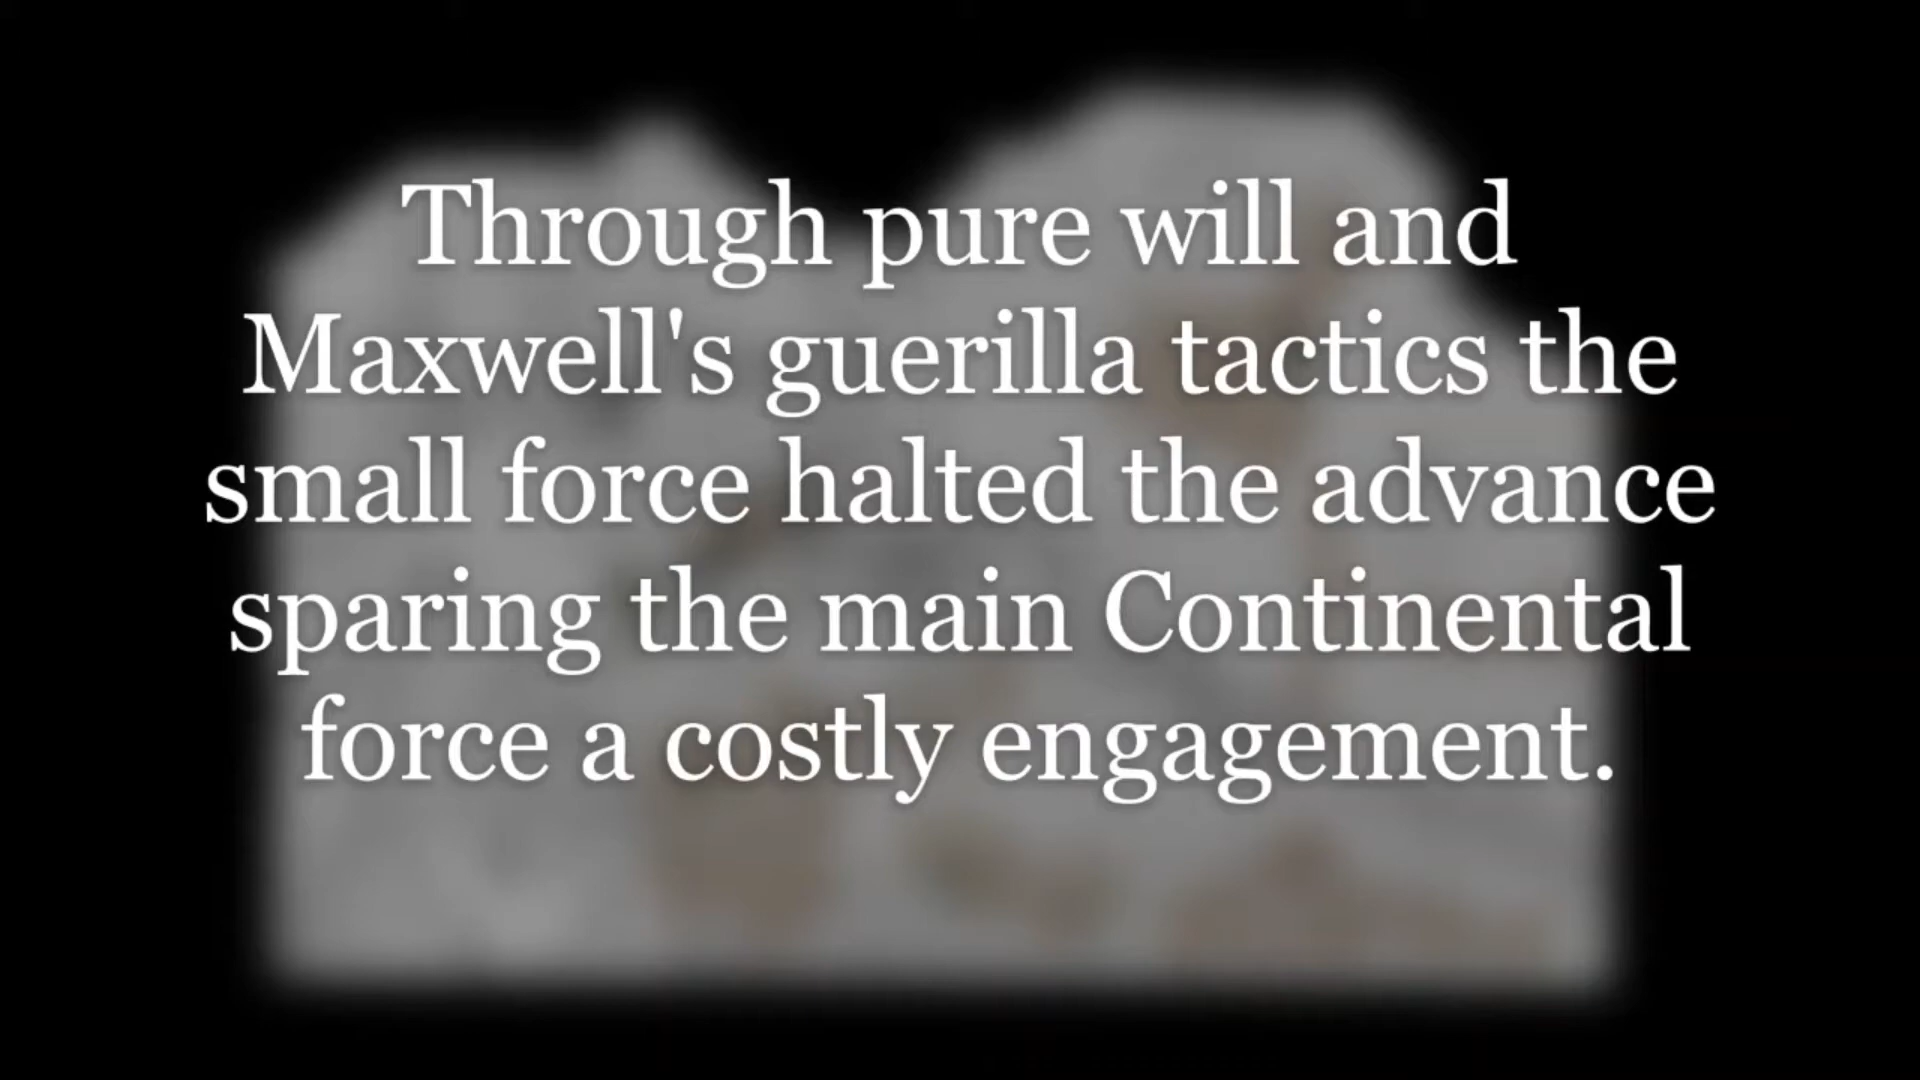 Through pure will and
Maxwell's guerilla tactics the
small force halted the advance
sparing the main Continental
force a costly engagement.